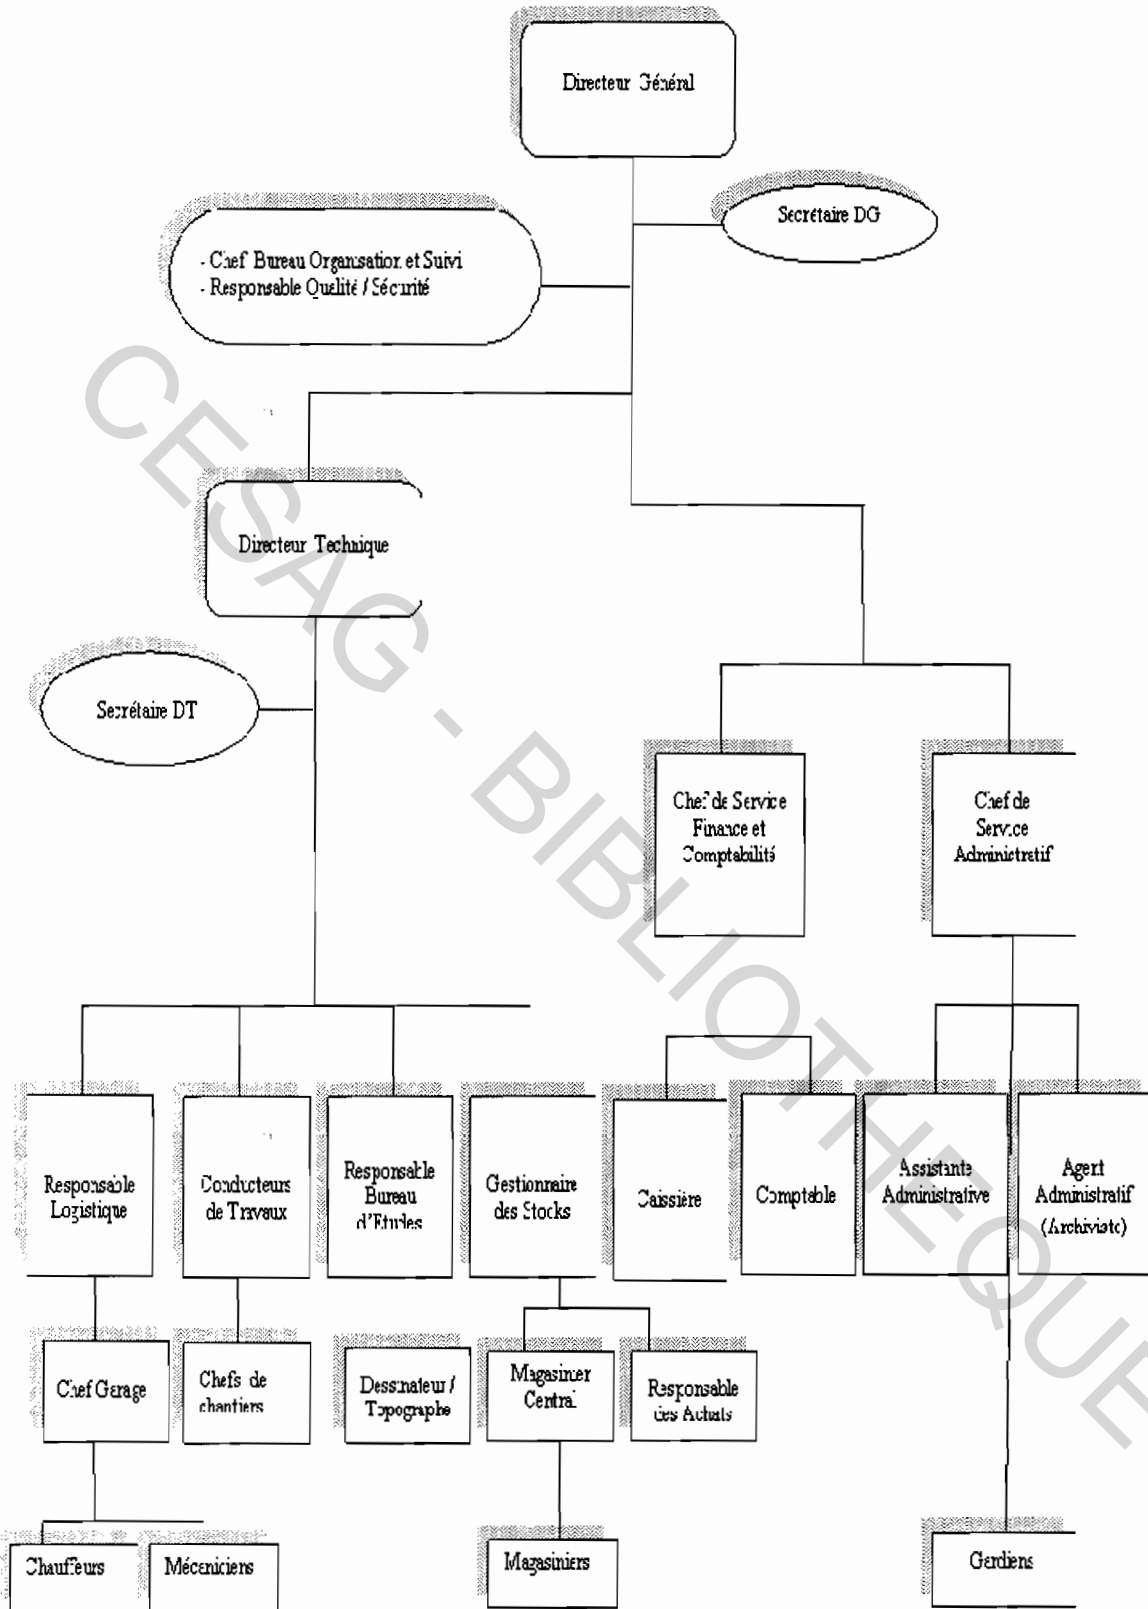 Directeur Général
Secrétaire DG
- Chef Bureau Organisation et Suivi
- Responsable Qualité / Sécurité
Directeur Technique
Secrétaire DT
Chef de Service
Finance et
Comptabilité
Chef de
Service
Administratif
Responsable
Logistique
Conducteurs
de Travaux
Responsable
Bureau
d'Etudes
Gestionnaire
des Stocks
Caissière
Comptable
Assistante
Administrative
Agent
Administratif
(Archiviste)
Chef Garage
Chefs de
chantiers
Dessinateur /
Topographe
Magasinier
Central
Responsable
des Achats
Chauffeurs
Mécaniciens
Magasiniers
Gardiens
CESAG - BIBLIOTHEQUE